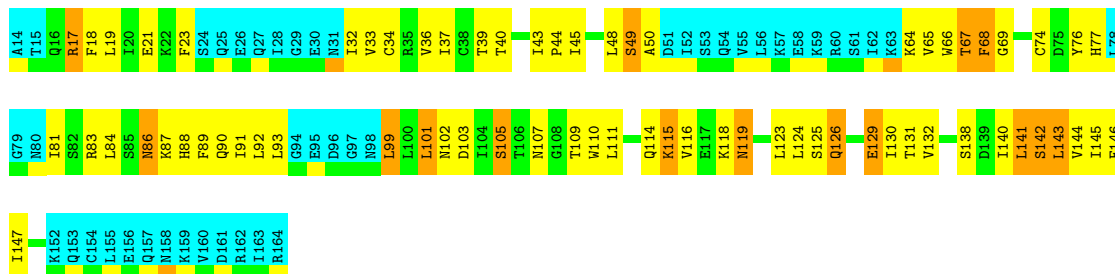 A14 T15 Q16 R17 F18 L19 I20 E21 K22 F23 S24 Q25 E26 Q27 I28 G29 E30 N31 I32 V33 C34 R35 V36 I37 C38 T39 T40 I43 P44 I45 L48 S49 A50 D51 I52 S53 Q54 V55 L56 K57 E58 K59 R60 S61 I62 K63 K64 V65 W66 T67 F68 G69 C74 D75 Y76 H77
G79 N80 I81 S82 R83 L84 S85 N86 K87 H88 F89 Q90 I91 L92 L93 G94 E95 D96 G97 N98 L99 L100 L101 N102 D103 I104 S105 T106 N107 G108 T109 W110 L111 Q114 K115 V116 E117 K118 N119 L123 L124 S125 Q126 E129 I130 T131 V132 S138 D139 I140 L141 S142 L143 V144 I145
I147 K152 Q153 C154 L155 E156 Q157 N158 K159 V160 D161 R162 I163 R164